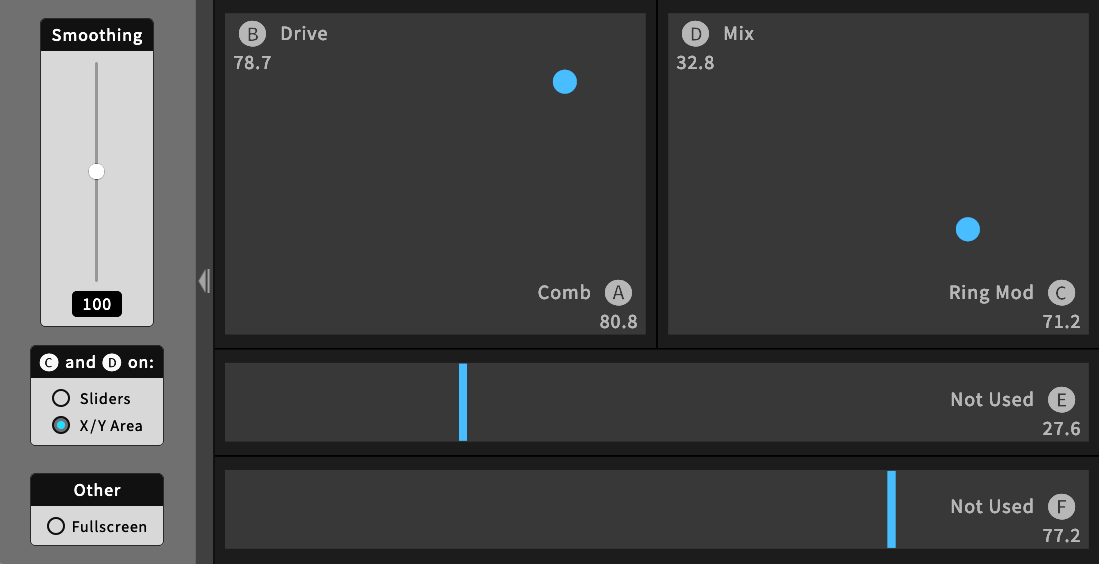 Smoothing
100
C and D on:
Sliders
X/Y Area
Other
Fullscreen
B Drive
78.7
Comb A
80.8
D Mix
32.8
Ring Mod C
71.2
Not Used E
27.6
Not Used F
77.2